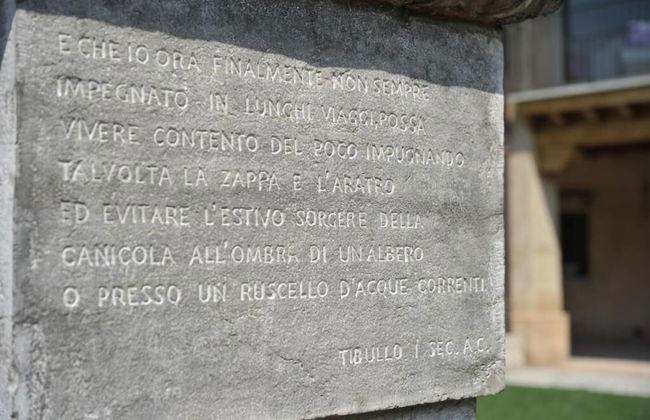 E CHE IO ORA FINALMENTE NON SEMPRE
IMPEGNATO IN LUNGHI VIAGGI, POSSA
VIVERE CONTENTO DEL POCO IMPUGNANDO
TALVOLTA LA ZAPPA E L'ARATRO
ED EVITARE L'ESTIVO SORGERE DELLA
CANICOLA ALL'OMBRA DI UN ALBERO
O PRESSO UN RUSCELLO D'ACQUE CORRENTI
TIBULLO I SEC. A.C.